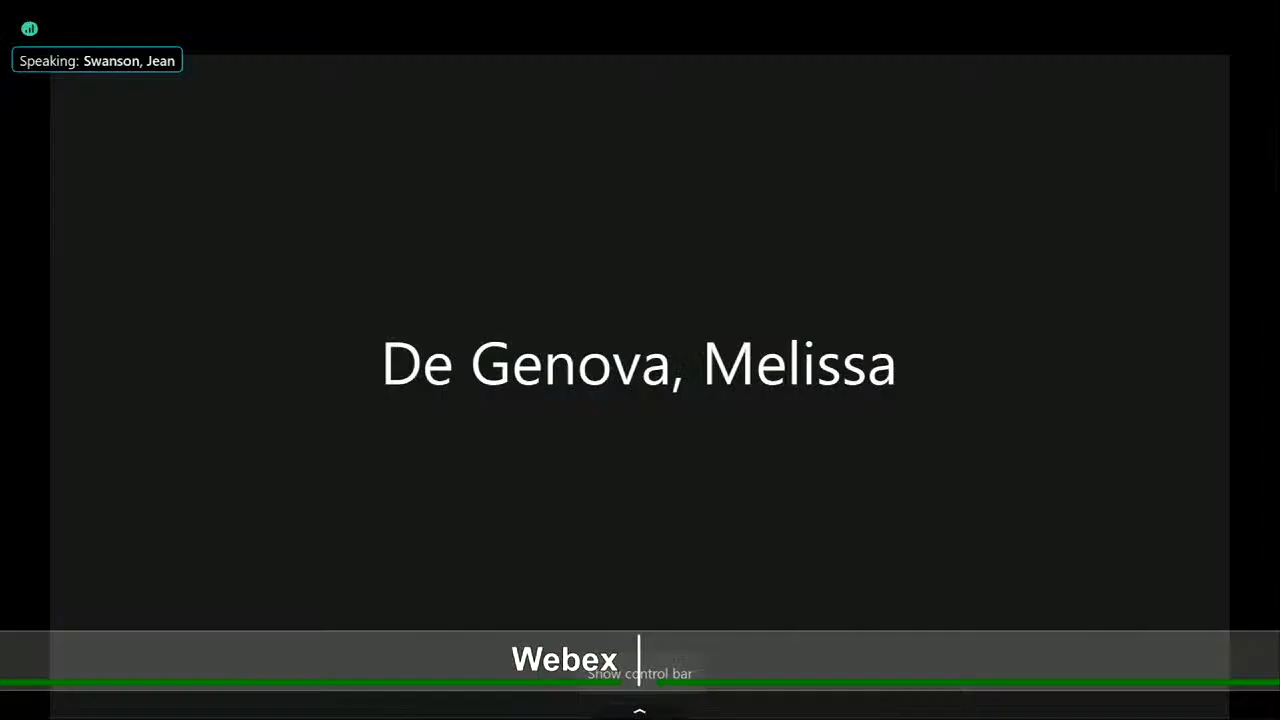 Speaking: Swanson, Jean
De Genova, Melissa
Webex
Show control bar